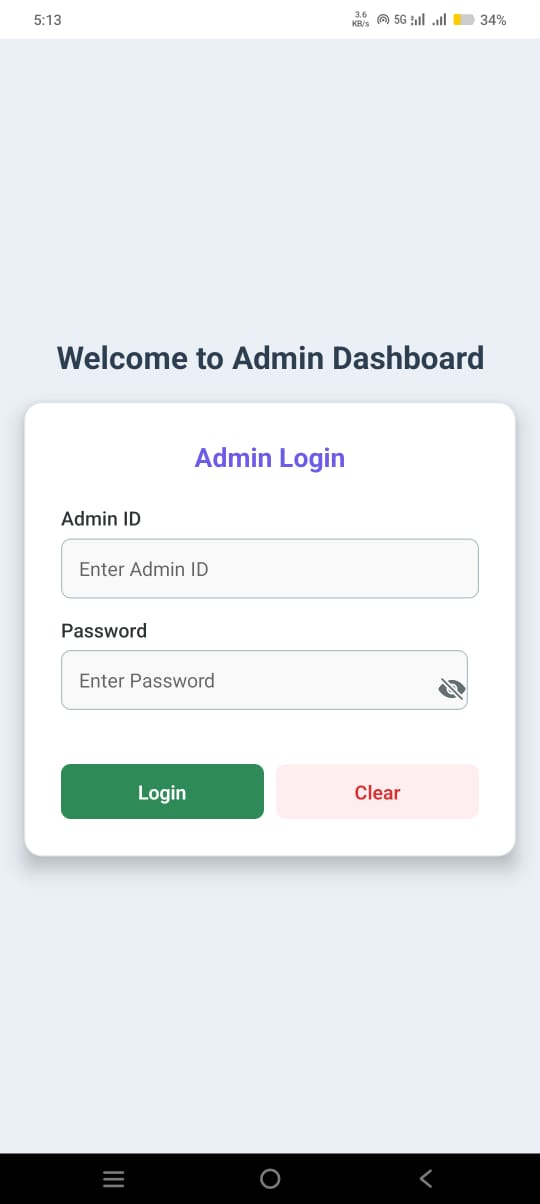 5:13
3.6
KB/s
5G
34%
Welcome to Admin Dashboard
Admin Login
Admin ID
Enter Admin ID
Password
Enter Password
Login
Clear